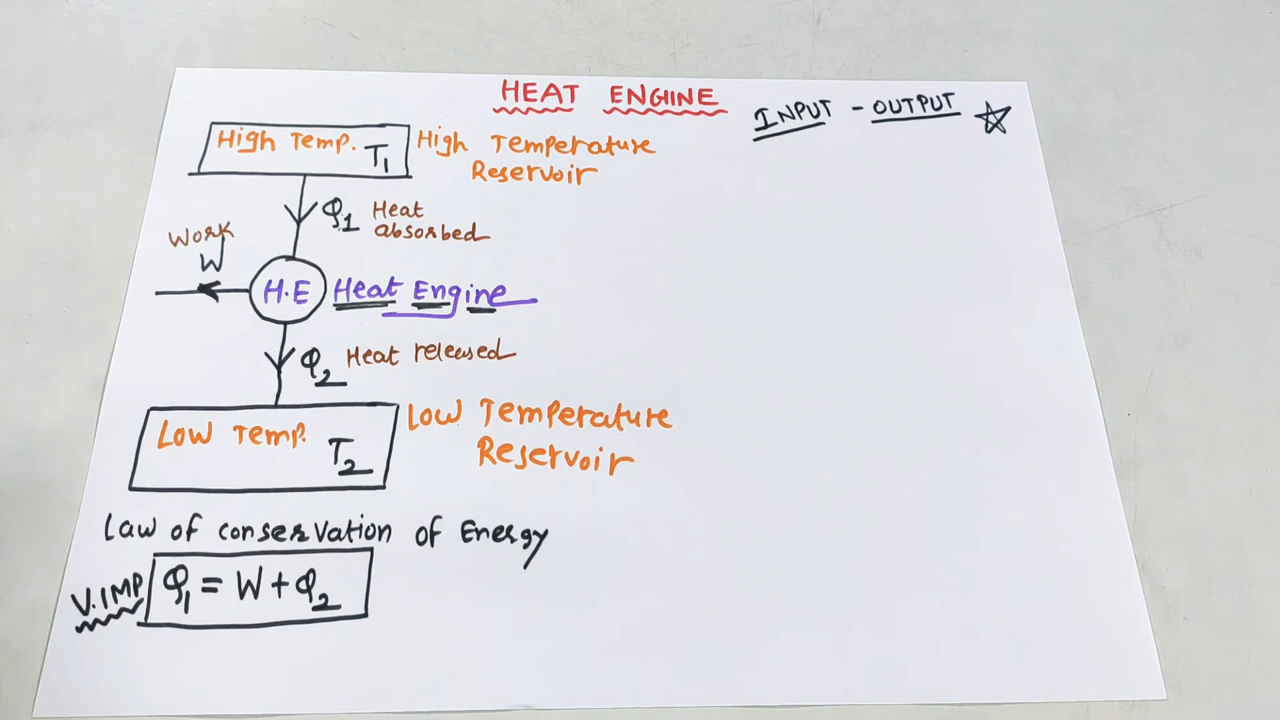 HEAT ENGINE
INPUT - OUTPUT
High Temp. T1
High Temperature
Reservoir
Q1 Heat
absorbed
Work
W
H.E Heat Engine
Q2 Heat released
Low Temp. T2
Low Temperature
Reservoir
Law of conservation of Energy
V.IMP Q1 = W + Q2